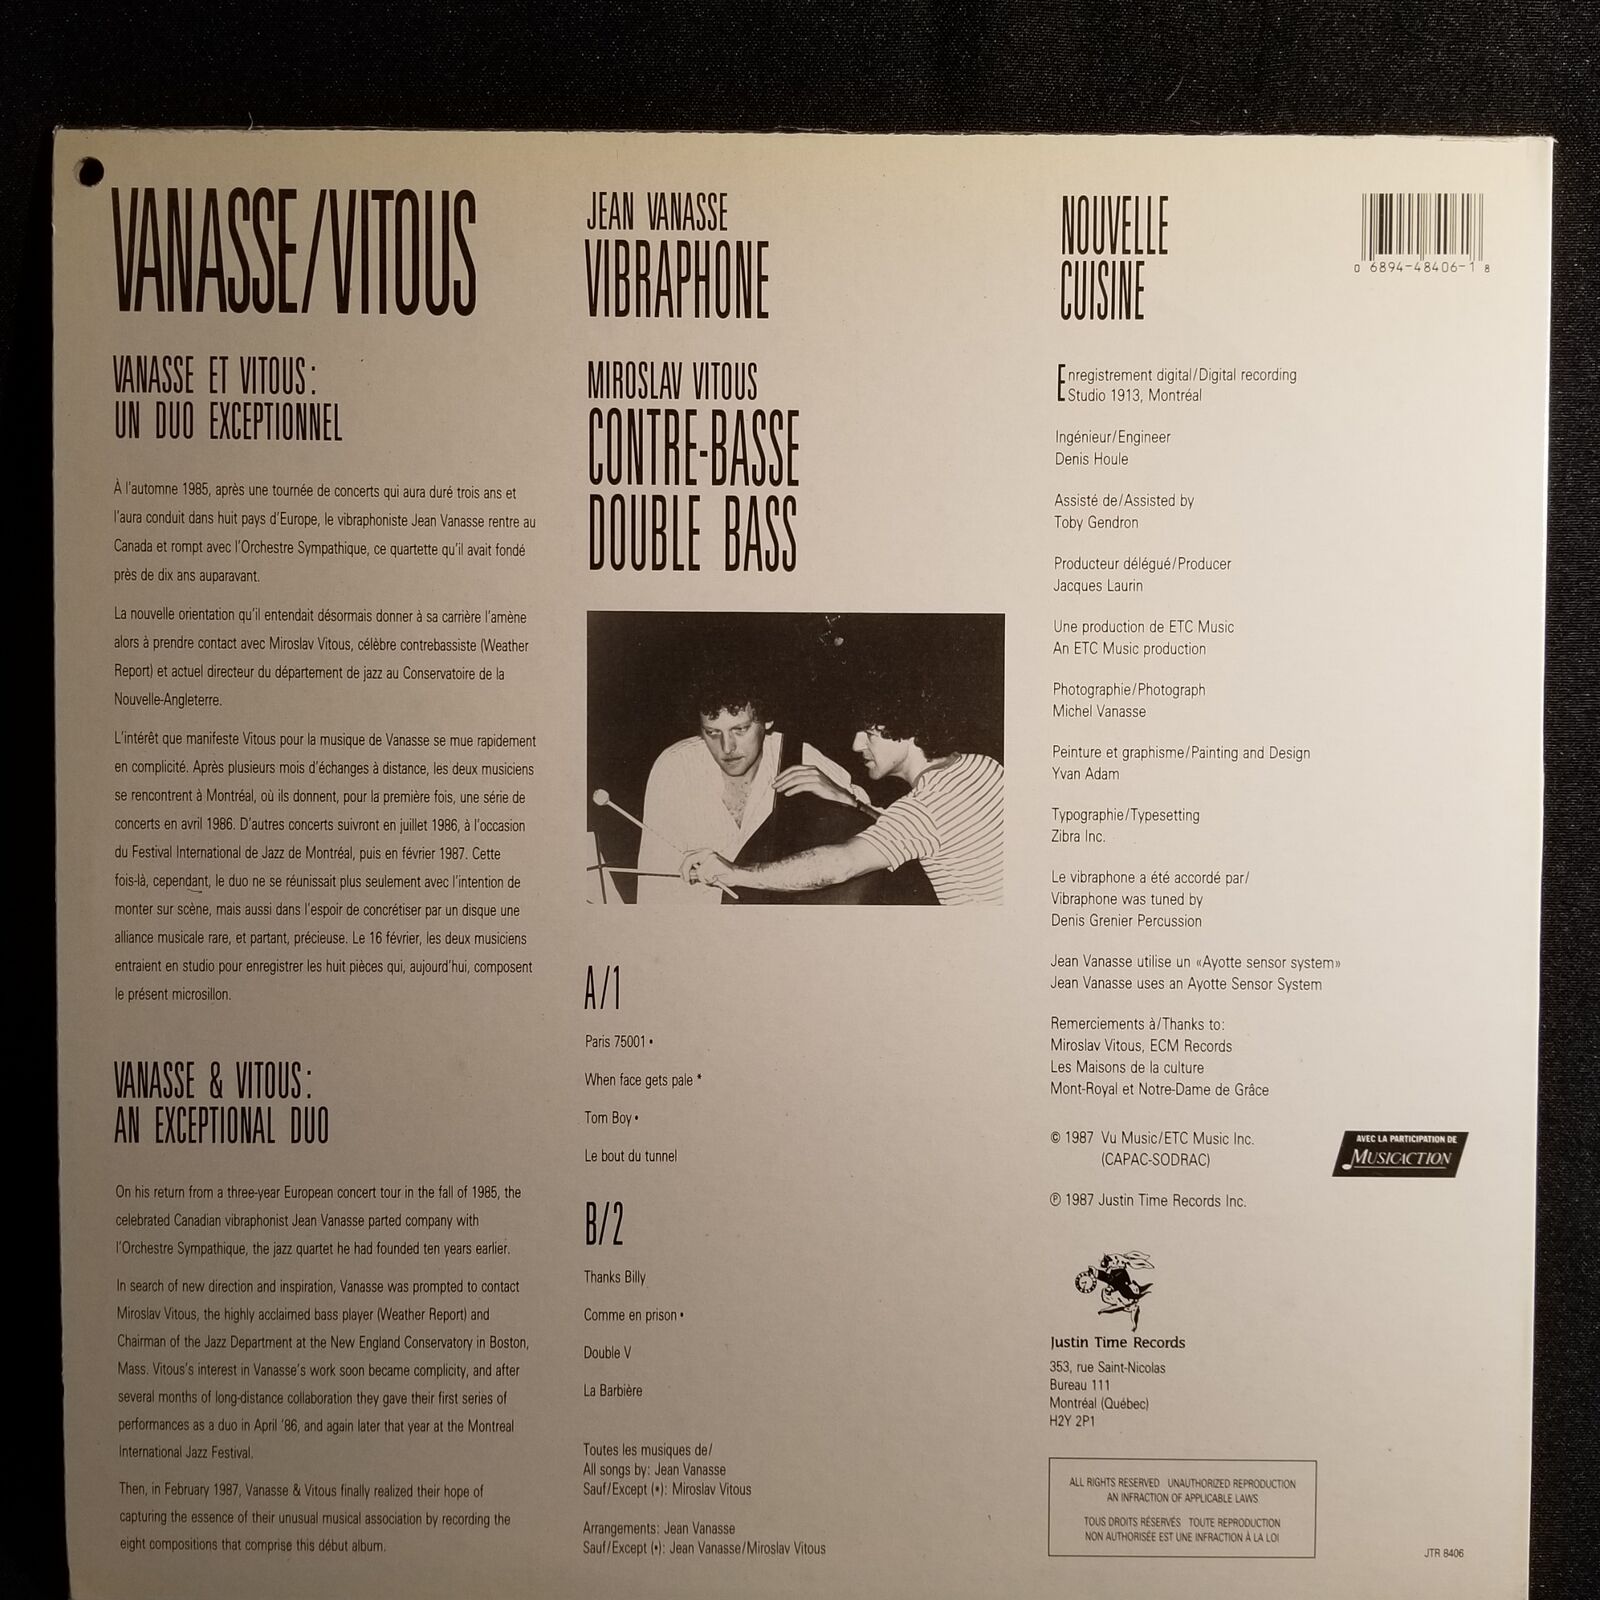 VANASSE/VITOUS
VANASSE ET VITOUS:
UN DUO EXCEPTIONNEL
À l'automne 1985, après une tournée de concerts qui aura duré trois ans et
l'aura conduit dans huit pays d'Europe, le vibraphoniste Jean Vanasse rentre au
Canada et rompt avec l'Orchestre Sympathique, ce quartette qu'il avait fondé
près de dix ans auparavant.
La nouvelle orientation qu'il entendait désormais donner à sa carrière l'amène
alors à prendre contact avec Miroslav Vitous, célèbre contrebassiste (Weather
Report) et actuel directeur du département de jazz au Conservatoire de la
Nouvelle-Angleterre.
L'intérêt que manifeste Vitous pour la musique de Vanasse se mue rapidement
en complicité. Après plusieurs mois d'échanges à distance, les deux musiciens
se rencontrent à Montréal, où ils donnent, pour la première fois, une série de
concerts en avril 1986. D'autres concerts suivront en juillet 1986, à l'occasion
du Festival International de Jazz de Montréal, puis en février 1987. Cette
fois-là, cependant, le duo ne se réunissait plus seulement avec l'intention de
monter sur scène, mais aussi dans l'espoir de concrétiser par un disque une
alliance musicale rare, et partant, précieuse. Le 16 février, les deux musiciens
entraient en studio pour enregistrer les huit pièces qui, aujourd'hui, composent
le présent microsillon.
VANASSE & VITOUS:
AN EXCEPTIONAL DUO
On his return from a three-year European concert tour in the fall of 1985, the
celebrated Canadian vibraphonist Jean Vanasse parted company with
l'Orchestre Sympathique, the jazz quartet he had founded ten years earlier.
In search of new direction and inspiration, Vanasse was prompted to contact
Miroslav Vitous, the highly acclaimed bass player (Weather Report) and
Chairman of the Jazz Department at the New England Conservatory in Boston,
Mass. Vitous's interest in Vanasse's work soon became complicity, and after
several months of long-distance collaboration they gave their first series of
performances as a duo in April '86, and again later that year at the Montreal
International Jazz Festival.
Then, in February 1987, Vanasse & Vitous finally realized their hope of
capturing the essence of their unusual musical association by recording the
eight compositions that comprise this début album.
JEAN VANASSE
VIBRAPHONE
MIROSLAV VITOUS
CONTRE-BASSE
DOUBLE BASS
A/1
Paris 75001 •
When face gets pale *
Tom Boy •
Le bout du tunnel
B/2
Thanks Billy
Comme en prison •
Double V
La Barbière
Toutes les musiques de/
All songs by: Jean Vanasse
Sauf/Except (*): Miroslav Vitous
Arrangements: Jean Vanasse
Sauf/Except (•): Jean Vanasse/Miroslav Vitous
NOUVELLE
CUISINE
0 6894-48406-1 8
Enregistrement digital/Digital recording
Studio 1913, Montréal
Ingénieur/Engineer
Denis Houle
Assisté de/Assisted by
Toby Gendron
Producteur délégué/Producer
Jacques Laurin
Une production de ETC Music
An ETC Music production
Photographie/Photograph
Michel Vanasse
Peinture et graphisme/Painting and Design
Yvan Adam
Typographie/Typesetting
Zibra Inc.
Le vibraphone a été accordé par/
Vibraphone was tuned by
Denis Grenier Percussion
Jean Vanasse utilise un «Ayotte sensor system»
Jean Vanasse uses an Ayotte Sensor System
Remerciements à/Thanks to:
Miroslav Vitous, ECM Records
Les Maisons de la culture
Mont-Royal et Notre-Dame de Grâce
© 1987 Vu Music/ETC Music Inc.
(CAPAC-SODRAC)
℗ 1987 Justin Time Records Inc.
AVEC LA PARTICIPATION DE
MUSICACTION
Justin Time Records
353, rue Saint-Nicolas
Bureau 111
Montréal (Québec)
H2Y 2P1
ALL RIGHTS RESERVED UNAUTHORIZED REPRODUCTION
AN INFRACTION OF APPLICABLE LAWS
TOUS DROITS RÉSERVÉS TOUTE REPRODUCTION
NON AUTHORISÉE EST UNE INFRACTION À LA LOI
JTR 8406